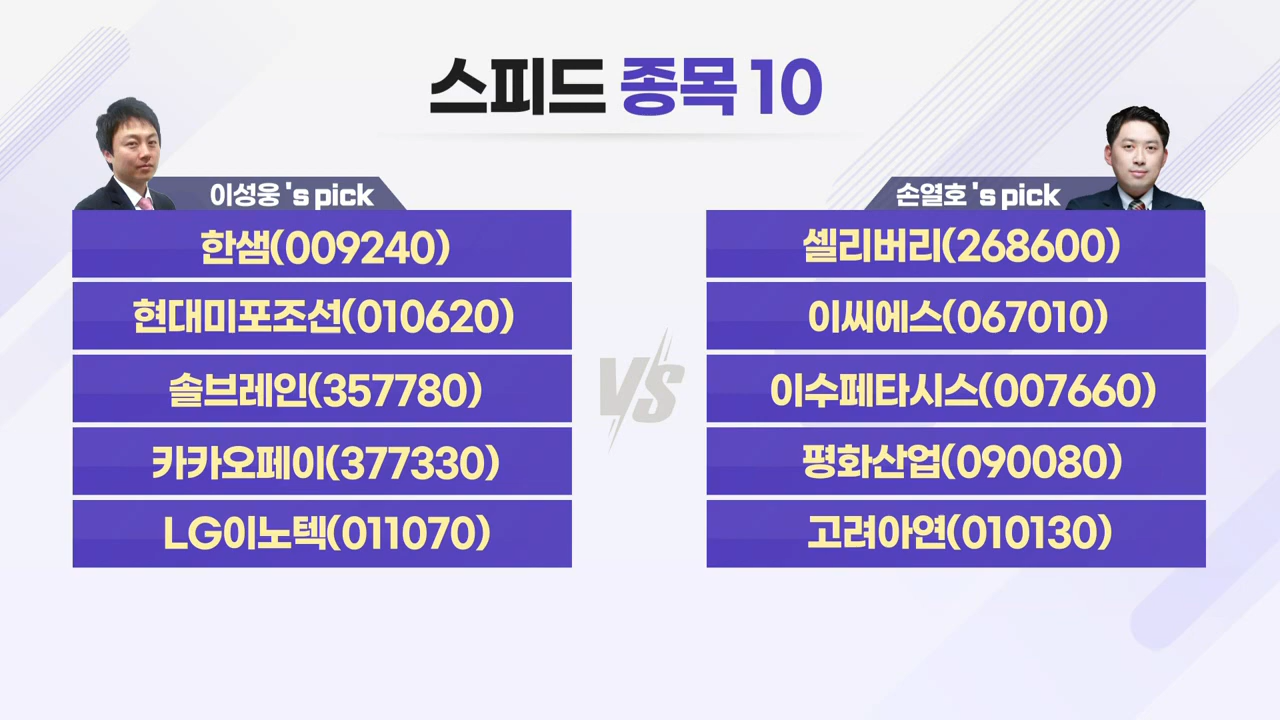 스피드 종목 10
이성웅 's pick
한샘(009240)
현대미포조선(010620)
솔브레인(357780)
카카오페이(377330)
LG이노텍(011070)
VS
손열호 's pick
셀리버리(268600)
이씨에스(067010)
이수페타시스(007660)
평화산업(090080)
고려아연(010130)